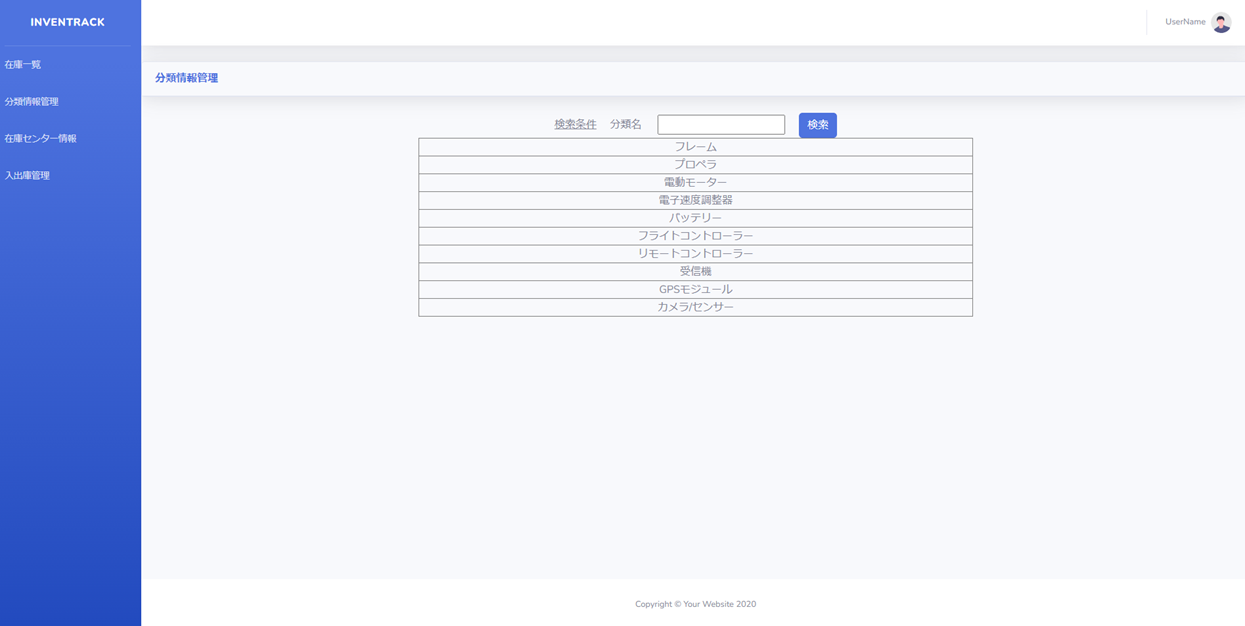 INVENTRACK
UserName
在庫一覧
分類情報管理
在庫センター情報
入出庫管理
分類情報管理
検索条件 分類名 検索
フレーム
プロペラ
電動モーター
電子速度調整器
バッテリー
フライトコントローラー
リモートコントローラー
受信機
GPSモジュール
カメラ/センサー
Copyright © Your Website 2020